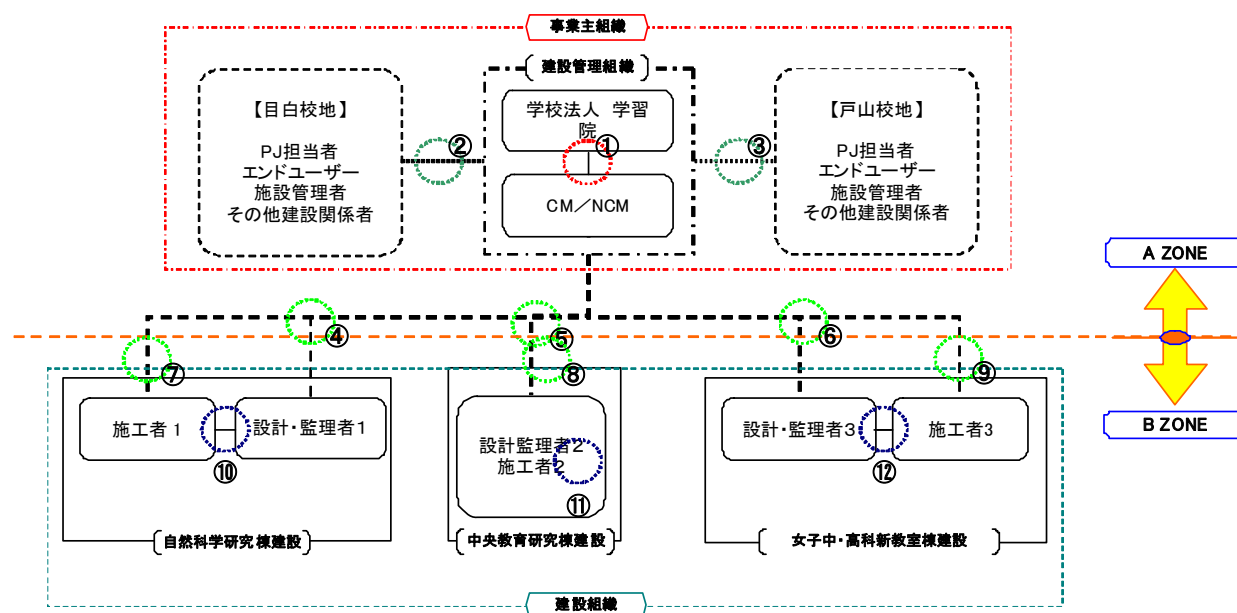 事業主組織
建設管理組織
【目白校地】
PJ担当者
エンドユーザー
施設管理者
その他建設関係者
②
学校法人 学習
院
①
CM/NCM
③
【戸山校地】
PJ担当者
エンドユーザー
施設管理者
その他建設関係者
A ZONE
④
⑤
⑥
⑦
⑧
⑨
B ZONE
施工者1
設計・監理者1
⑩
自然科学研究棟建設
設計監理者2
施工者2
⑪
中央教育研究棟建設
設計・監理者3
施工者3
⑫
女子中・高科新教室棟建設
建設組織